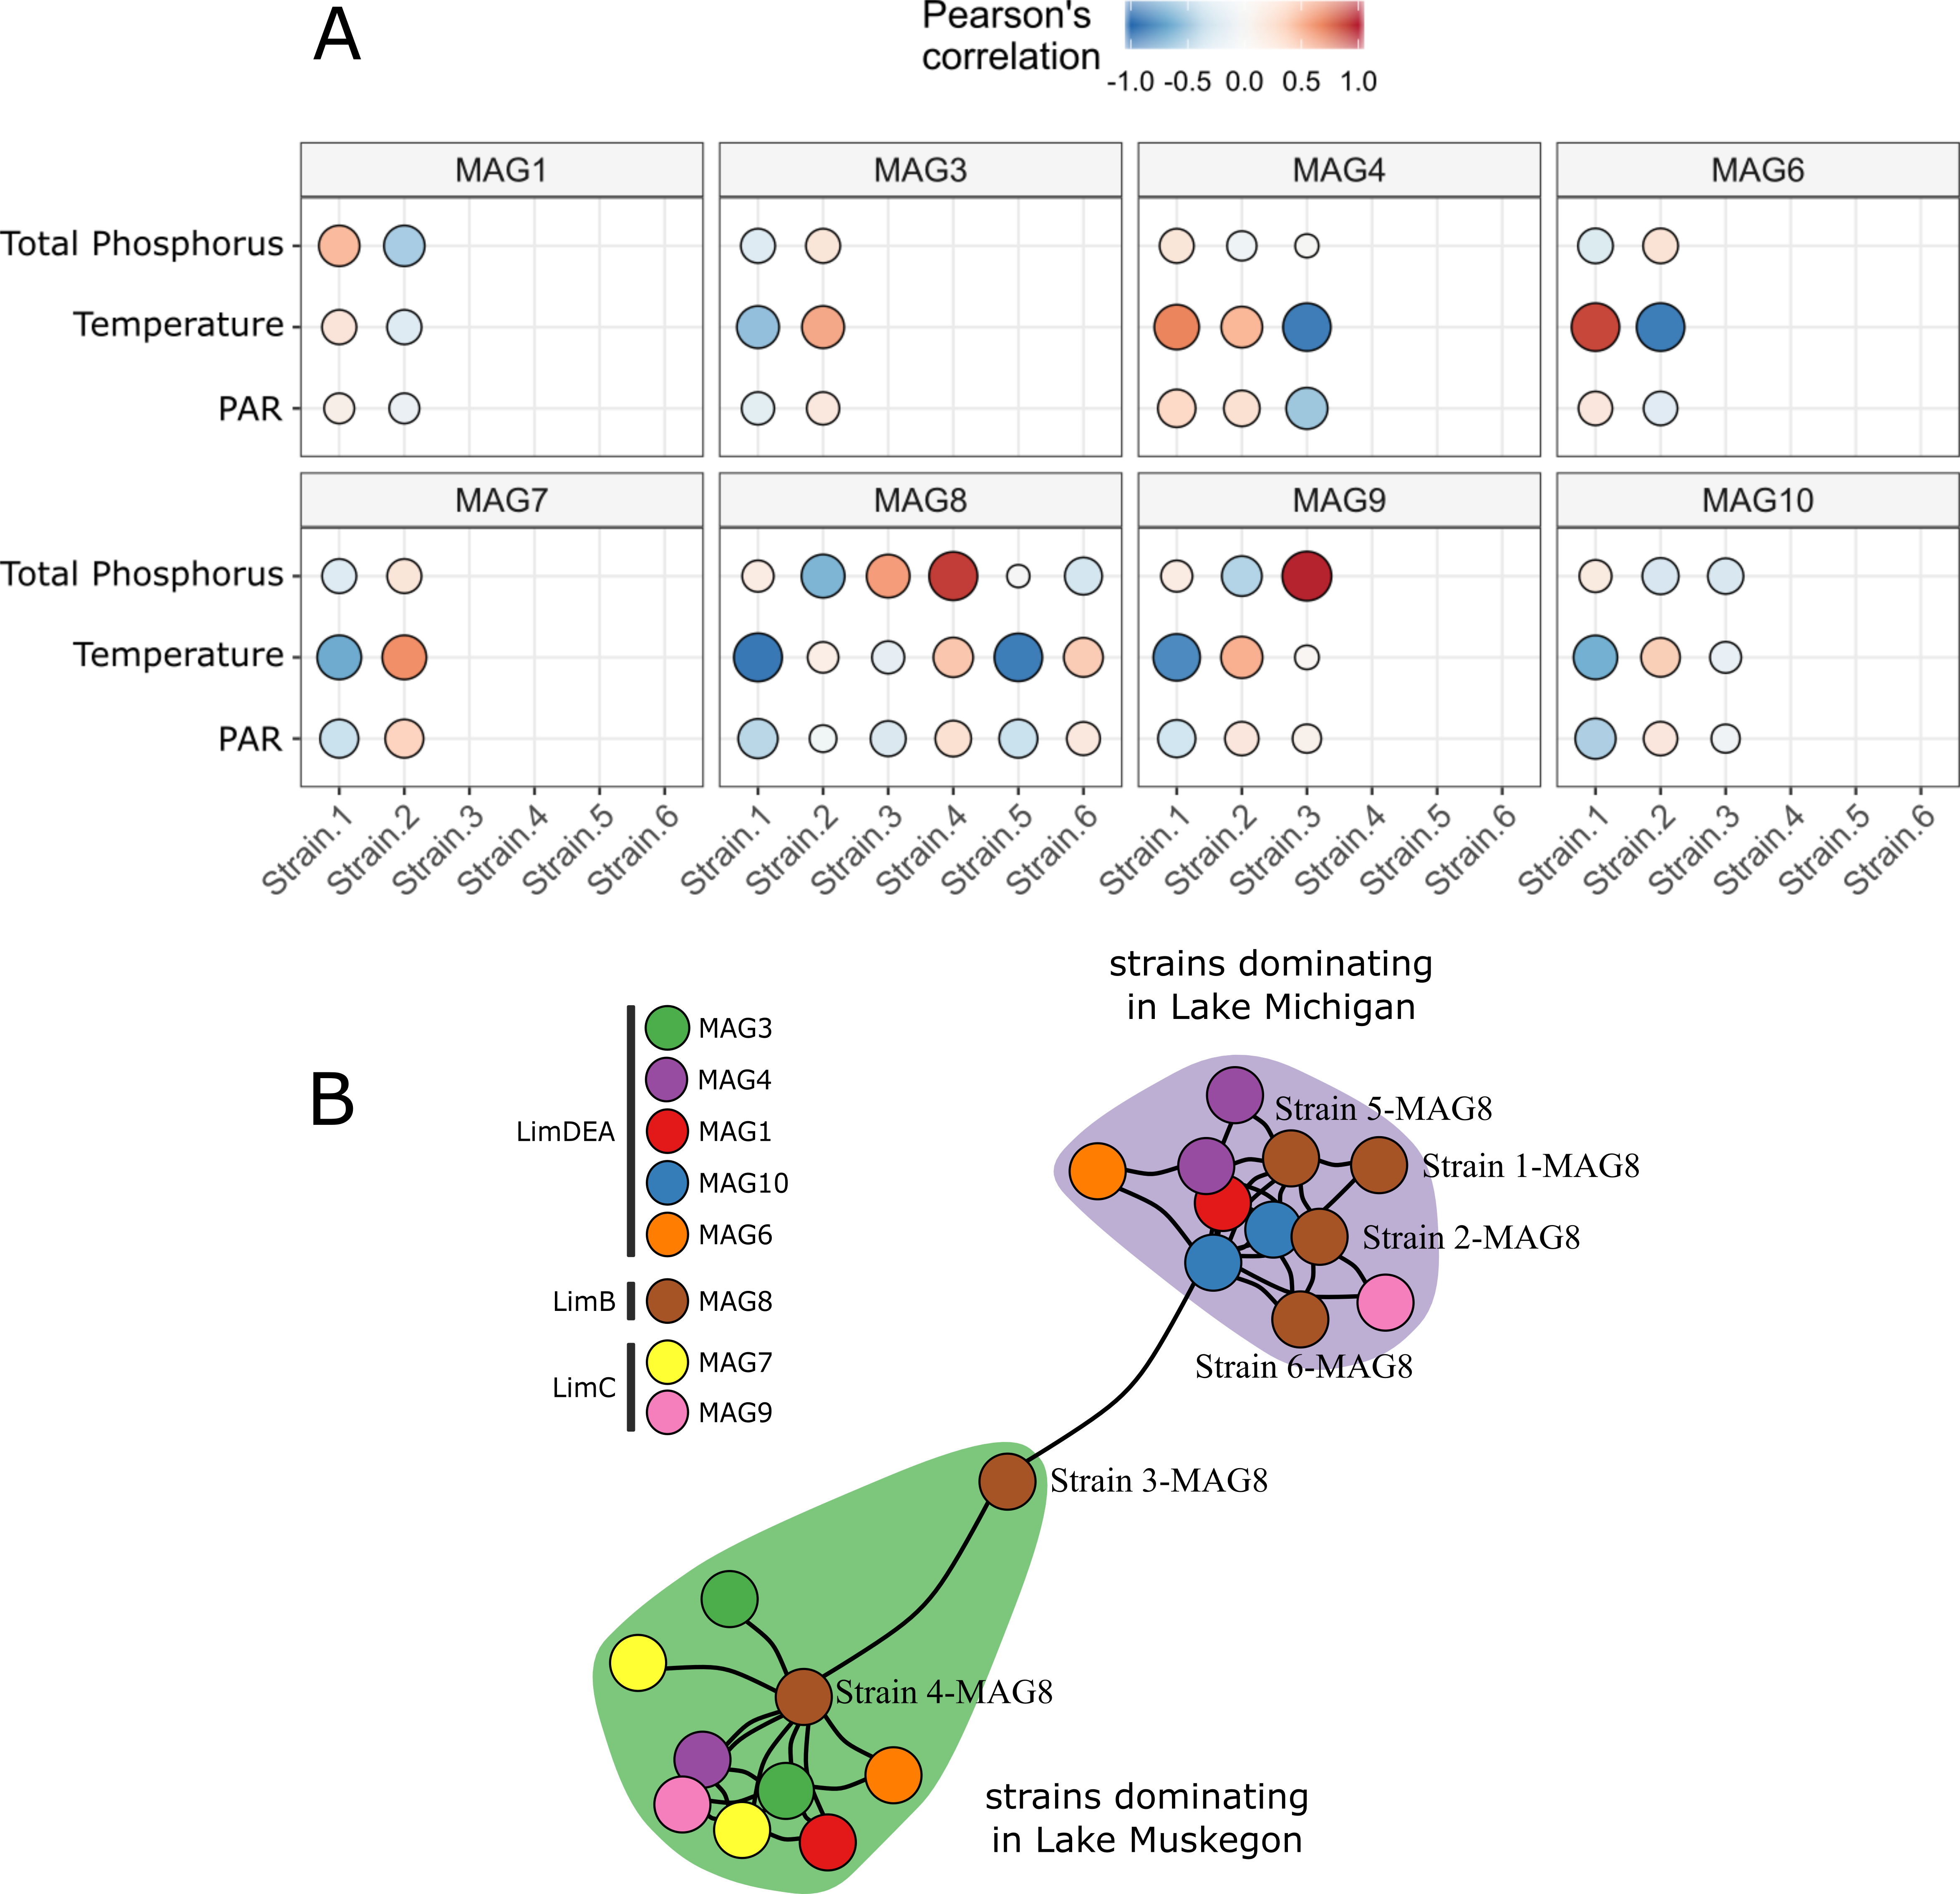 A
Pearson's
correlation
-1.0 -0.5 0.0 0.5 1.0
MAG1 MAG3 MAG4 MAG6
Total Phosphorus
Temperature
PAR
MAG7 MAG8 MAG9 MAG10
Total Phosphorus
Temperature
PAR
Strain.1 Strain.2 Strain.3 Strain.4 Strain.5 Strain.6 Strain.1 Strain.2 Strain.3 Strain.4 Strain.5 Strain.6 Strain.1 Strain.2 Strain.3 Strain.4 Strain.5 Strain.6 Strain.1 Strain.2 Strain.3 Strain.4 Strain.5 Strain.6
B
LimDEA
MAG3
MAG4
MAG1
MAG10
MAG6
LimB
MAG8
LimC
MAG7
MAG9
strains dominating
in Lake Michigan
Strain 5-MAG8
Strain 1-MAG8
Strain 2-MAG8
Strain 6-MAG8
Strain 3-MAG8
Strain 4-MAG8
strains dominating
in Lake Muskegon